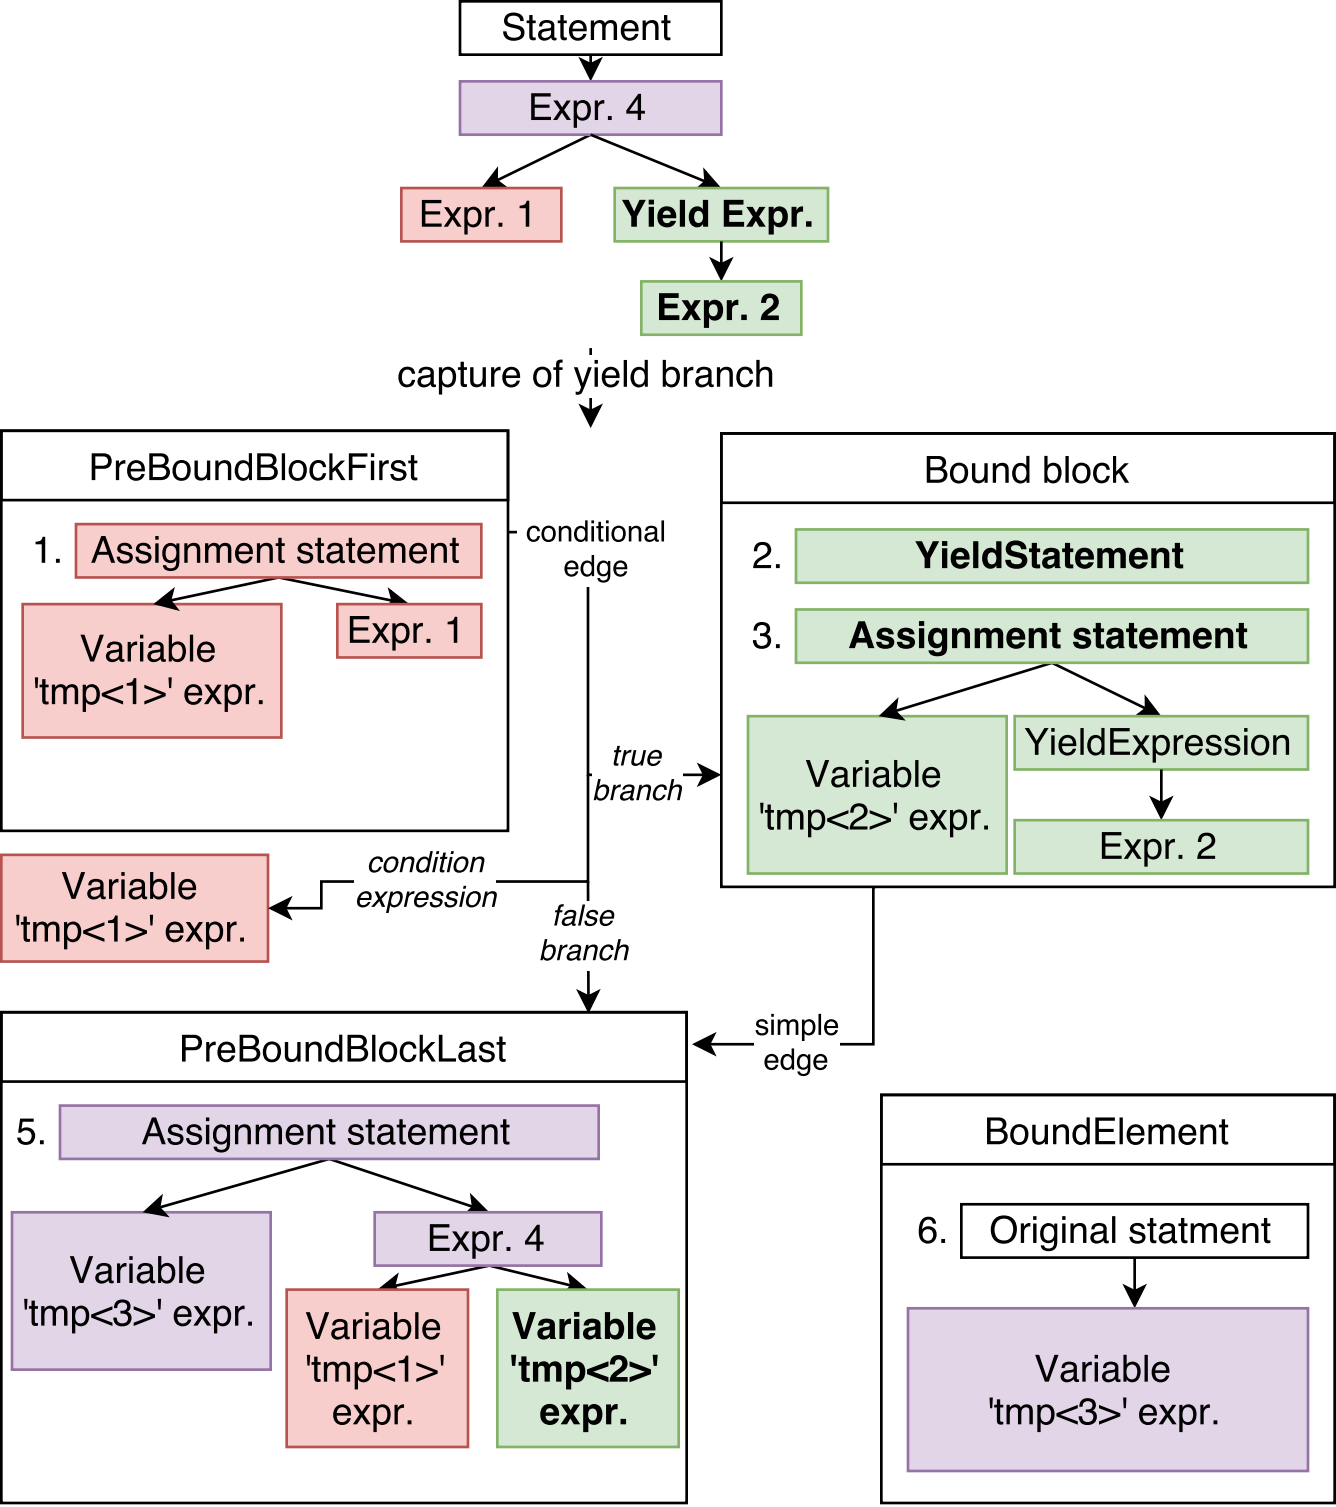 Statement
Expr. 4
Expr. 1
Yield Expr.
Expr. 2
capture of yield branch
PreBoundBlockFirst
1. Assignment statement
Variable
'tmp<1>' expr.
Expr. 1
conditional
edge
Bound block
2. YieldStatement
3. Assignment statement
Variable
'tmp<2>' expr.
YieldExpression
Expr. 2
true
branch
condition
expression
Variable
'tmp<1>' expr.
false
branch
simple
edge
PreBoundBlockLast
5. Assignment statement
Variable
'tmp<3>' expr.
Expr. 4
Variable
'tmp<1>'
expr.
Variable
'tmp<2>'
expr.
BoundElement
6. Original statment
Variable
'tmp<3>' expr.